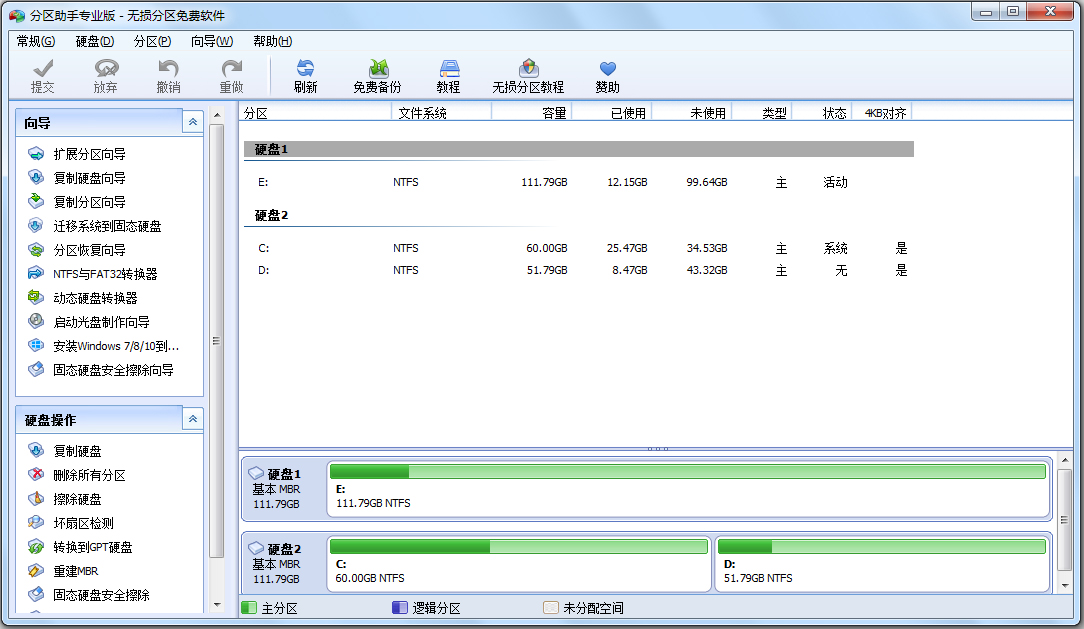 分区助手专业版 - 无损分区免费软件
常规(G) 硬盘(D) 分区(P) 向导(W) 帮助(H)
提交 放弃 撤销 重做 刷新 免费备份 教程 无损分区教程 赞助
向导
扩展分区向导
复制硬盘向导
复制分区向导
迁移系统到固态硬盘
分区恢复向导
NTFS与FAT32转换器
动态硬盘转换器
启动光盘制作向导
安装Windows 7/8/10到...
固态硬盘安全擦除向导
硬盘操作
复制硬盘
删除所有分区
擦除硬盘
坏扇区检测
转换到GPT硬盘
重建MBR
固态硬盘安全擦除
分区 文件系统 容量 已使用 未使用 类型 状态 4KB对齐
硬盘1
E: NTFS 111.79GB 12.15GB 99.64GB 主 活动
硬盘2
C: NTFS 60.00GB 25.47GB 34.53GB 主 系统 是
D: NTFS 51.79GB 8.47GB 43.32GB 主 无 是
硬盘1
基本 MBR
111.79GB
E:
111.79GB NTFS
硬盘2
基本 MBR
111.79GB
C:
60.00GB NTFS
D:
51.79GB NTFS
主分区 逻辑分区 未分配空间